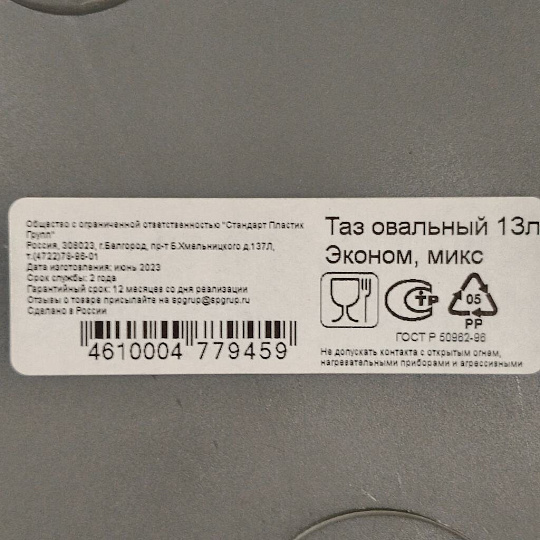 Общество с ограниченной ответственностью "Стандарт Пластик
Групп"
Россия, 308023, г.Белгород, пр-т Б.Хмельницкого д.137Л,
т.(4722)78-96-01
Дата изготовления: июнь 2023
Срок службы: 2 года
Гарантийный срок: 12 месяцев со дня реализации
Отзывы о товаре присылайте на spgrup@spgrup.ru
Сделано в России
4610004 779459
Таз овальный 13л
Эконом, микс
05
PP
ГОСТ Р 50962-96
Не допускать контакта с открытым огнем,
нагревательными приборами и агрессивными